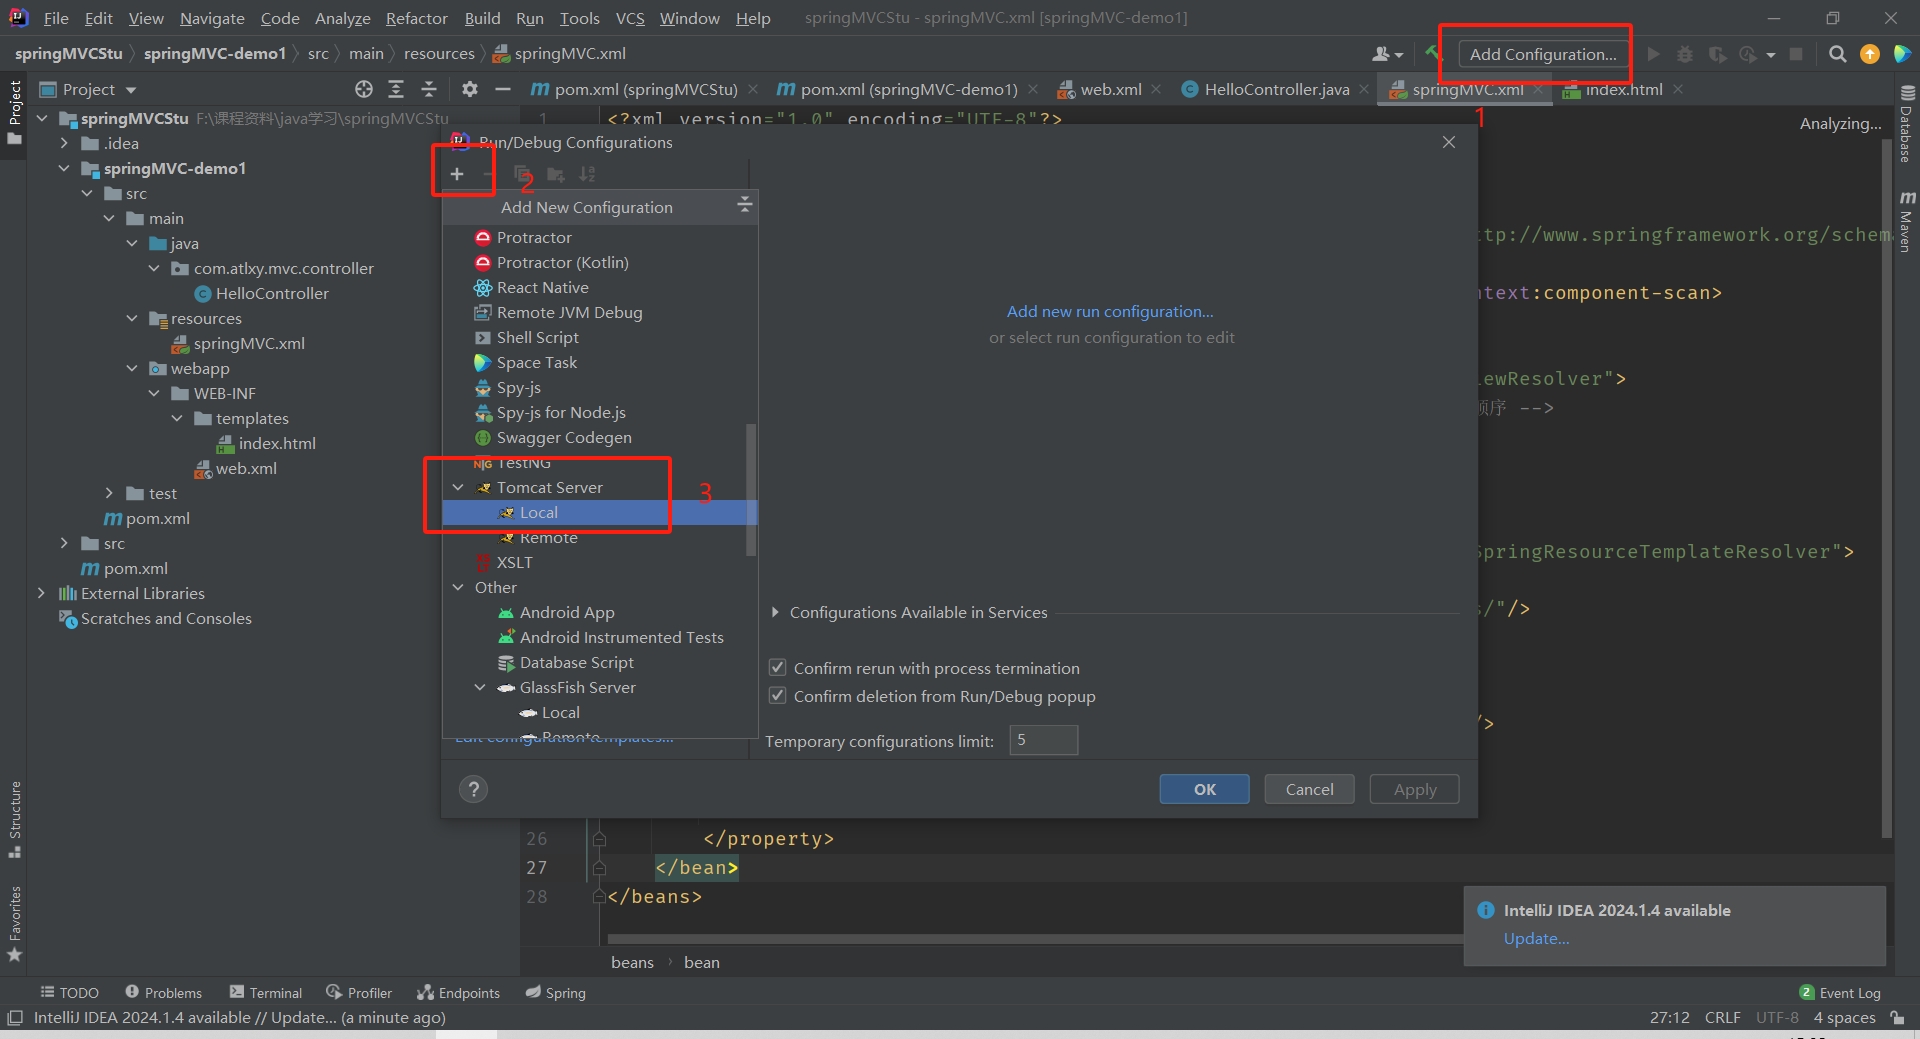 File Edit View Navigate Code Analyze Refactor Build Run Tools VCS Window Help springMVCStu - springMVC.xml [springMVC-demo1]
springMVCStu springMVC-demo1 src main resources springMVC.xml Add Configuration...
Project pom.xml (springMVCStu) pom.xml (springMVC-demo1) web.xml HelloController.java springMVC.xml index.html
1
springMVCStu F:\课程资料\java学习\springMVCStu
.idea
springMVC-demo1
src
main
java
com.atlxy.mvc.controller
HelloController
resources
springMVC.xml
webapp
WEB-INF
templates
index.html
web.xml
test
pom.xml
src
pom.xml
External Libraries
Scratches and Consoles
Project
Structure
Favorites
1 <?xml version="1.0" encoding="UTF-8"?>
Analyzing...
Run/Debug Configurations
2
Add New Configuration
Protractor
Protractor (Kotlin)
React Native
Remote JVM Debug
Shell Script
Space Task
Spy-js
Spy-js for Node.js
Swagger Codegen
TestNG
Tomcat Server
3
Local
Remote
XSLT
Other
Android App
Android Instrumented Tests
Database Script
GlassFish Server
Local
Remote
Edit configuration templates...
Add new run configuration...
or select run configuration to edit
Configurations Available in Services
Confirm rerun with process termination
Confirm deletion from Run/Debug popup
Temporary configurations limit: 5
? OK Cancel Apply
ttp://www.springframework.org/schem
ntext:component-scan>
iewResolver">
顺序 -->
SpringResourceTemplateResolver">
s/"/>
/>
26 </property>
27 </bean>
28 </beans>
beans bean
Database
Maven
IntelliJ IDEA 2024.1.4 available
Update...
TODO Problems Terminal Profiler Endpoints Spring 2 Event Log
IntelliJ IDEA 2024.1.4 available // Update... (a minute ago) 27:12 CRLF UTF-8 4 spaces